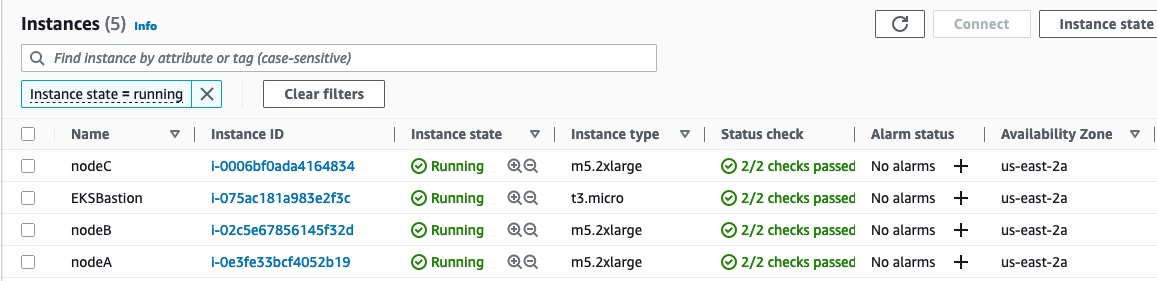 Instances (5) Info
Connect Instance state
Find instance by attribute or tag (case-sensitive)
Instance state = running
Clear filters
Name Instance ID Instance state Instance type Status check Alarm status Availability Zone
nodeC i-0006bf0ada4164834 Running m5.2xlarge 2/2 checks passed No alarms us-east-2a
EKSBastion i-075ac181a983e2f3c Running t3.micro 2/2 checks passed No alarms us-east-2a
nodeB i-02c5e67856145f32d Running m5.2xlarge 2/2 checks passed No alarms us-east-2a
nodeA i-0e3fe33bcf4052b19 Running m5.2xlarge 2/2 checks passed No alarms us-east-2a